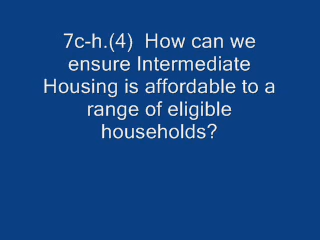 7c-h.(4)  How can we
ensure Intermediate
Housing is affordable to a
range of eligible
households?